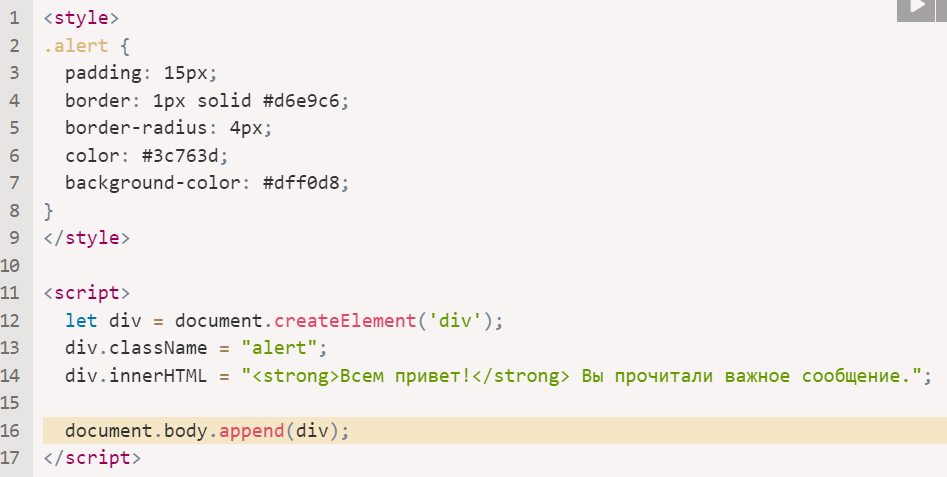 1 <style>
2 .alert {
3   padding: 15px;
4   border: 1px solid #d6e9c6;
5   border-radius: 4px;
6   color: #3c763d;
7   background-color: #dff0d8;
8 }
9 </style>
10
11 <script>
12   let div = document.createElement('div');
13   div.className = "alert";
14   div.innerHTML = "<strong>Всем привет!</strong> Вы прочитали важное сообщение.";
15
16   document.body.append(div);
17 </script>